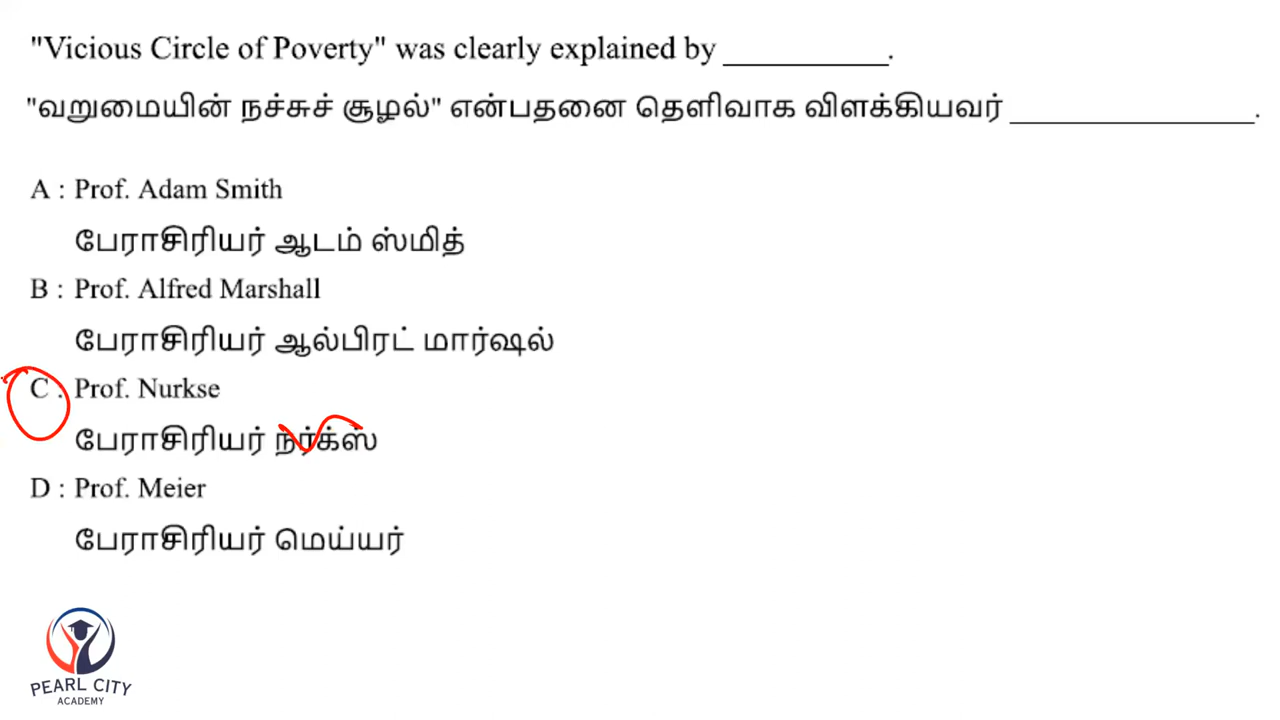 "Vicious Circle of Poverty" was clearly explained by __________.
"வறுமையின் நச்சுச் சூழல்" என்பதனை தெளிவாக விளக்கியவர் __________.
A : Prof. Adam Smith
பேராசிரியர் ஆடம் ஸ்மித்
B : Prof. Alfred Marshall
பேராசிரியர் ஆல்பிரட் மார்ஷல்
C : Prof. Nurkse
பேராசிரியர் நர்க்ஸ்
D : Prof. Meier
பேராசிரியர் மெய்யர்
PEARL CITY
ACADEMY